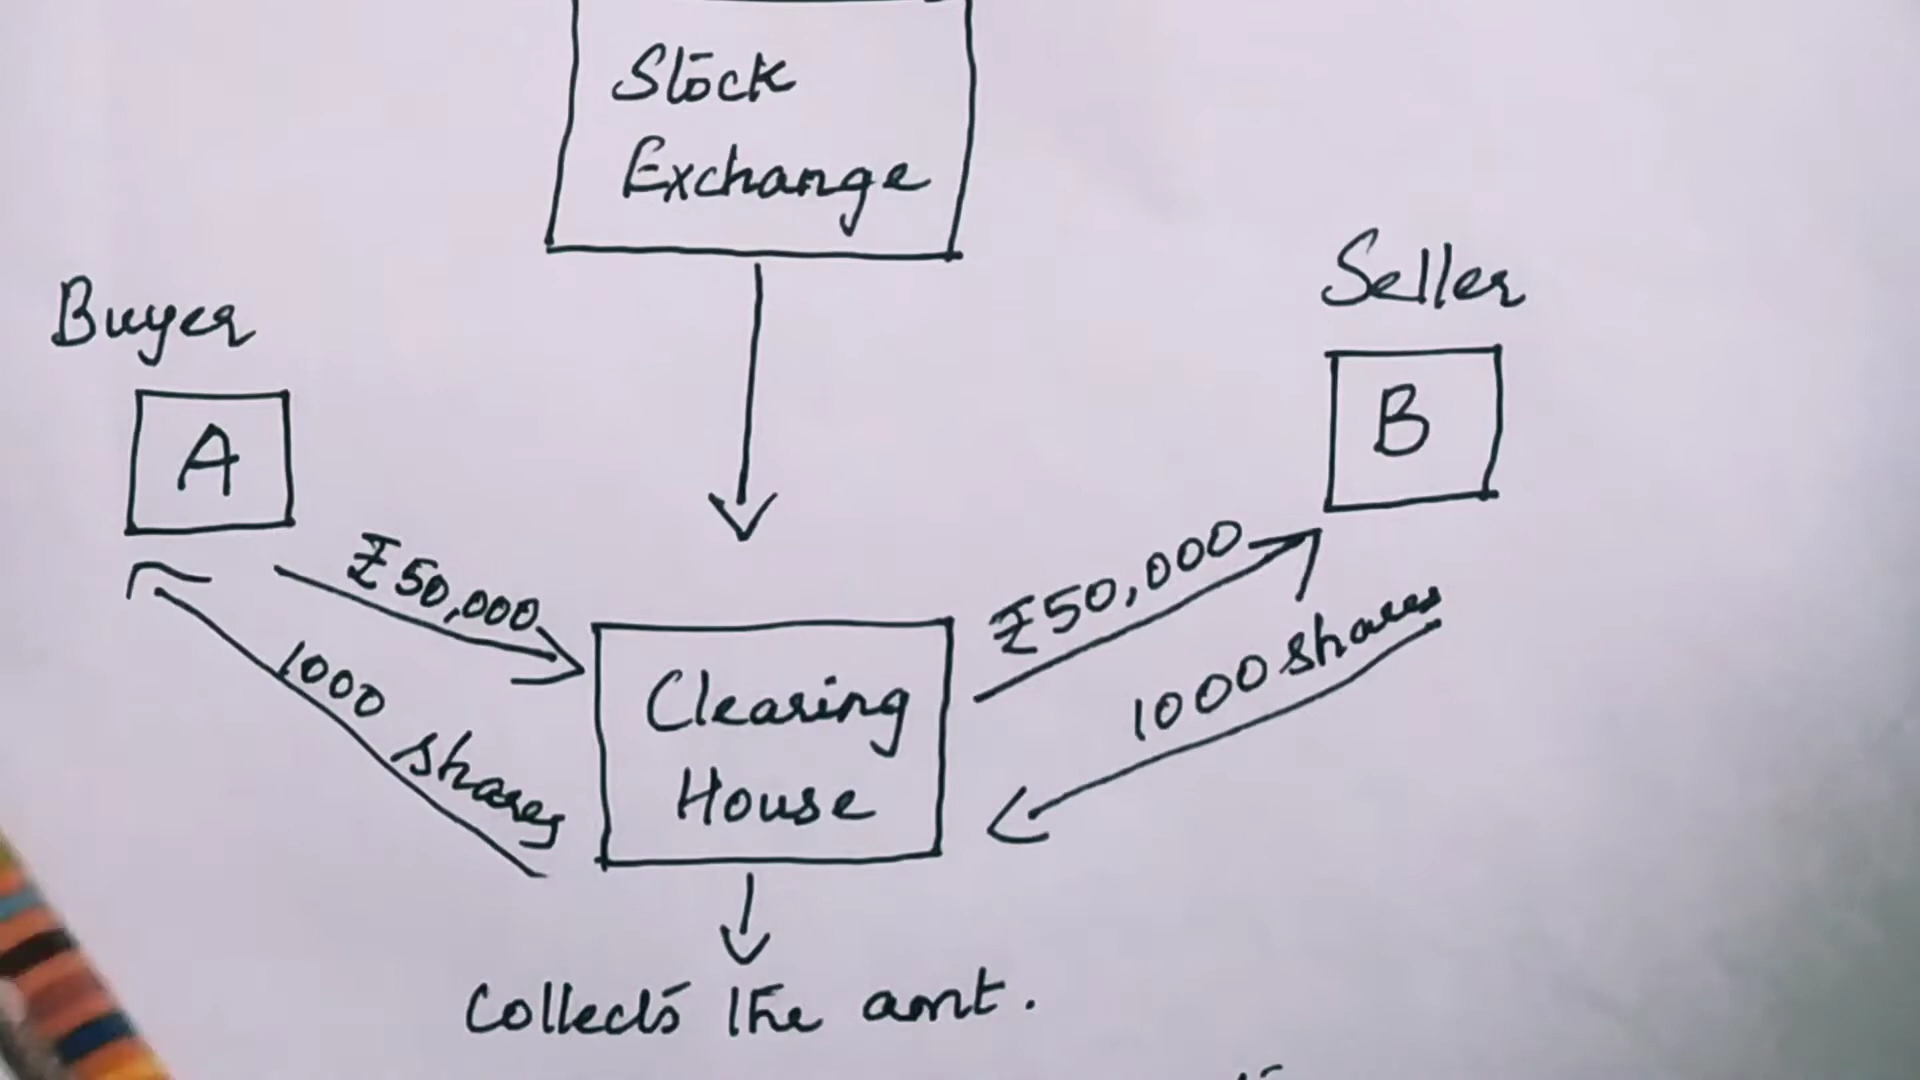 Stock
Exchange
Buyer
Seller
A
B
₹50,000
₹50,000
1000 shares
1000 shares
Clearing
House
Collects the amt.